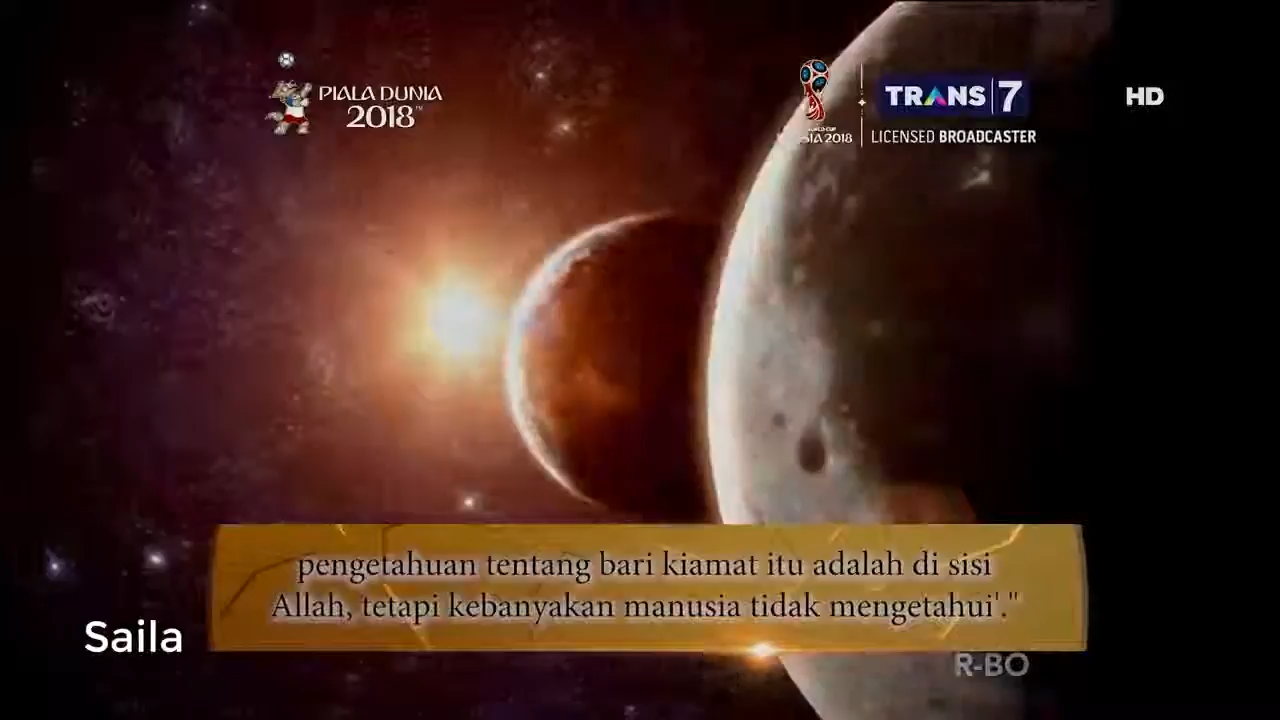 PIALA DUNIA
2018™
TRANS|7
HD
2018
LICENSED BROADCASTER
pengetahuan tentang bari kiamat itu adalah di sisi
Allah, tetapi kebanyakan manusia tidak mengetahui'."
Saila
R-BO